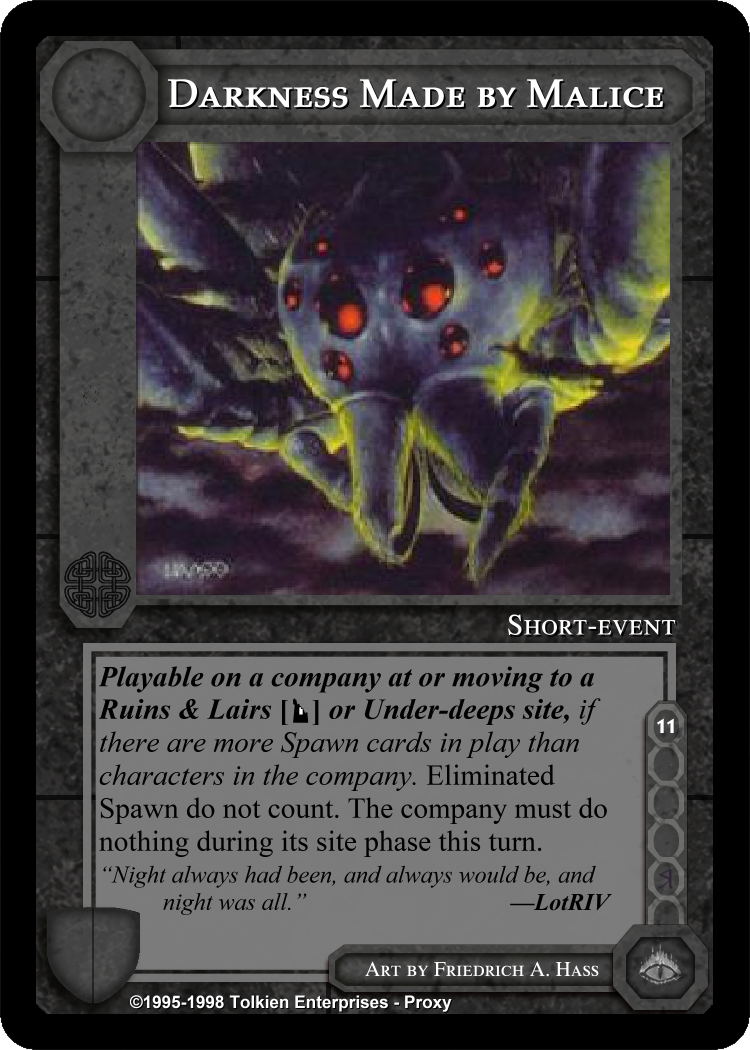 Darkness Made by Malice
Short-event
Playable on a company at or moving to a
Ruins & Lairs [ ] or Under-deeps site, if
there are more Spawn cards in play than
characters in the company. Eliminated
Spawn do not count. The company must do
nothing during its site phase this turn.
11
“Night always had been, and always would be, and
night was all.” —LotRIV
Art by Friedrich A. Hass
©1995-1998 Tolkien Enterprises - Proxy